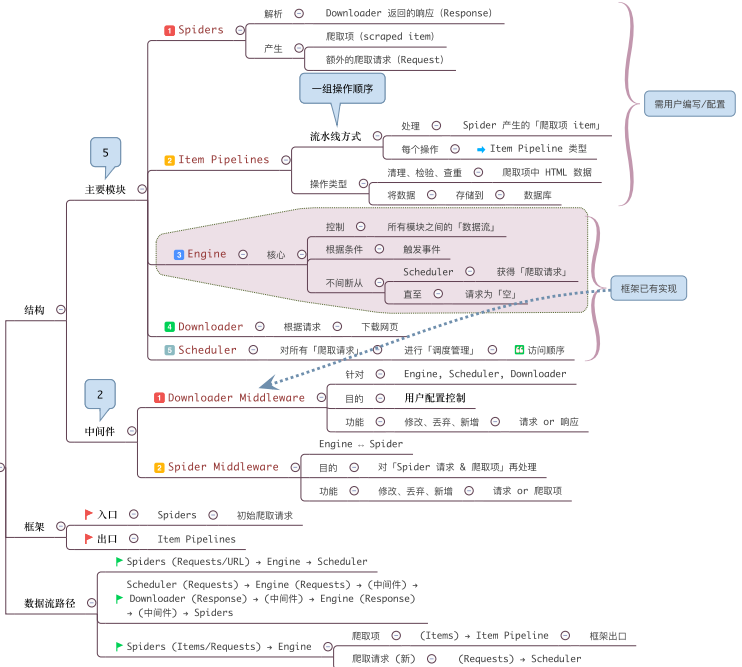 结构
主要模块
5
1 Spiders
解析
Downloader 返回的响应（Response）
产生
爬取项（scraped item）
额外的爬取请求（Request）
2 Item Pipelines
一组操作顺序
流水线方式
处理
Spider 产生的「爬取项 item」
每个操作
Item Pipeline 类型
操作类型
清理、检验、查重
爬取项中 HTML 数据
将数据
存储到
数据库
需用户编写/配置
3 Engine
核心
控制
所有模块之间的「数据流」
根据条件
触发事件
不间断从
Scheduler
获得「爬取请求」
直至
请求为「空」
4 Downloader
根据请求
下载网页
5 Scheduler
对所有「爬取请求」
进行「调度管理」
访问顺序
框架已有实现
中间件
2
1 Downloader Middleware
针对
Engine, Scheduler, Downloader
目的
用户配置控制
功能
修改、丢弃、新增
请求 or 响应
2 Spider Middleware
Engine ↔ Spider
目的
对「Spider 请求 & 爬取项」再处理
功能
修改、丢弃、新增
请求 or 爬取项
框架
入口
Spiders
初始爬取请求
出口
Item Pipelines
数据流路径
Spiders (Requests/URL) → Engine → Scheduler
Scheduler (Requests) → Engine (Requests) → (中间件) →
Downloader (Response) → (中间件) → Engine (Response)
→ (中间件) → Spiders
Spiders (Items/Requests) → Engine
爬取项
(Items) → Item Pipeline
框架出口
爬取请求 (新)
(Requests) → Scheduler